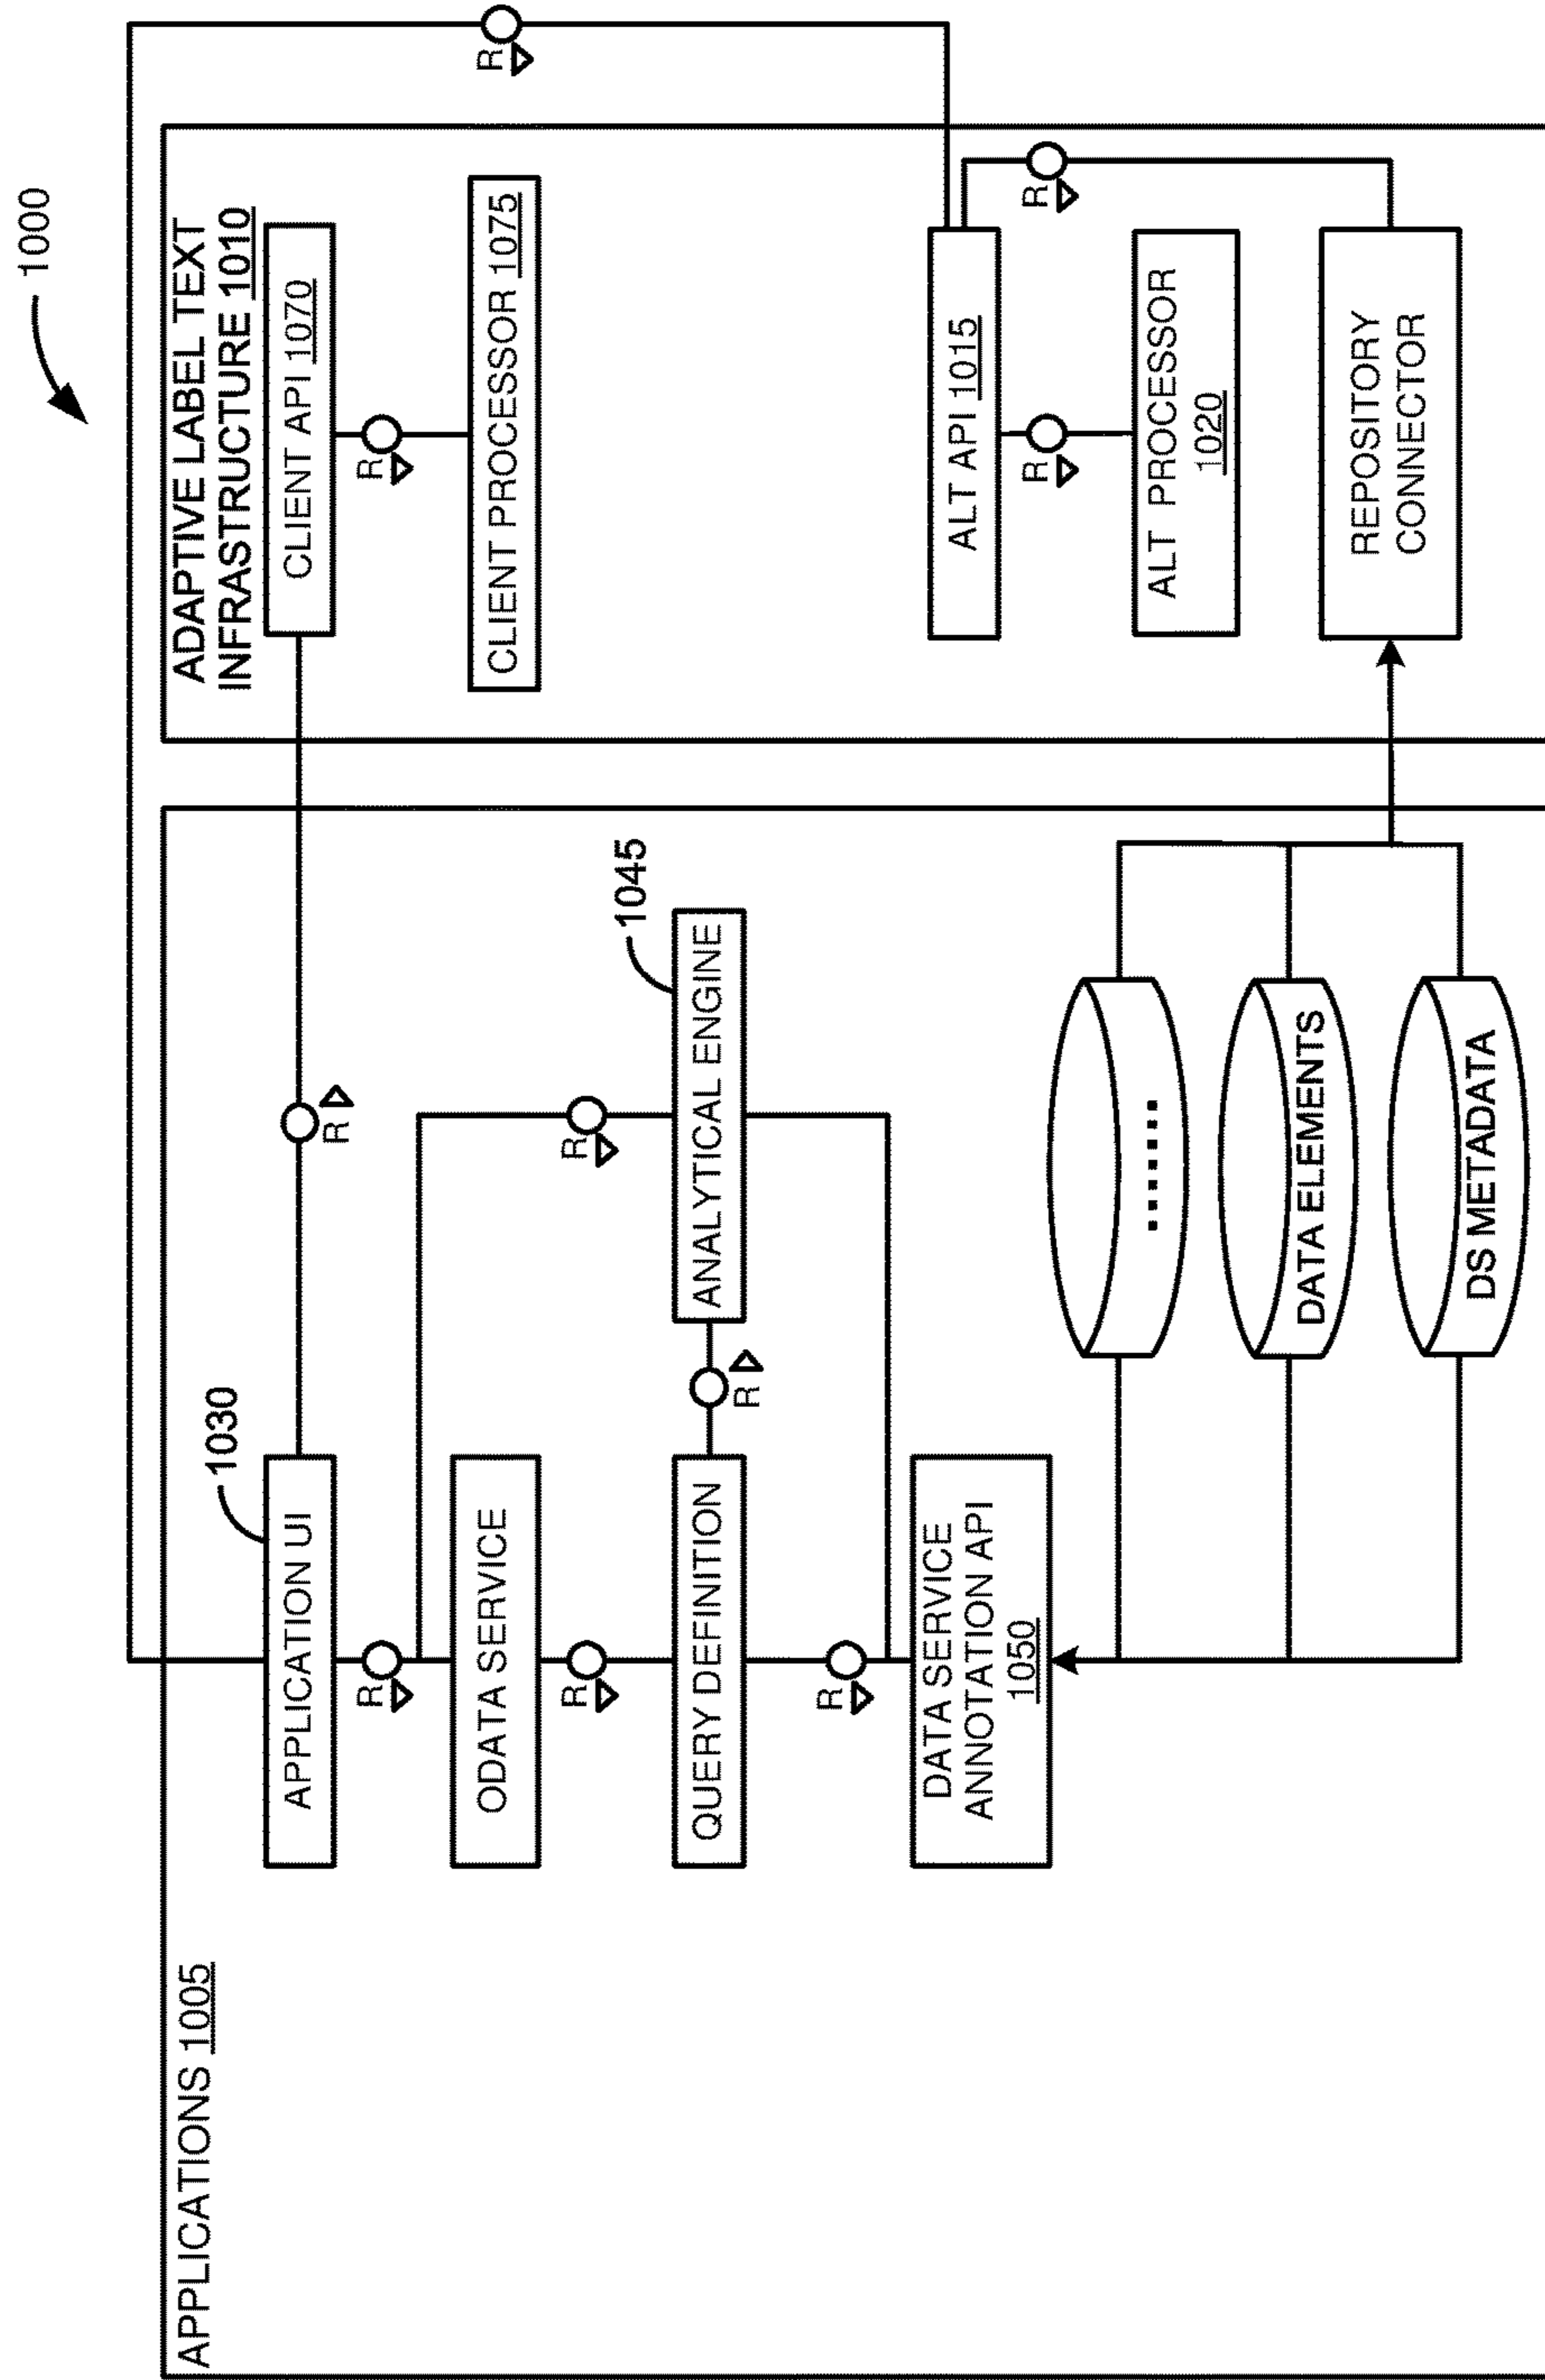 1000
APPLICATIONS 1005
1030
APPLICATION UI
R
R
ODATA SERVICE
R
R
QUERY DEFINITION
R
1045
ANALYTICAL ENGINE
R
DATA SERVICE
ANNOTATION API
1050
.......
DATA ELEMENTS
DS METADATA
ADAPTIVE LABEL TEXT
INFRASTRUCTURE 1010
CLIENT API 1070
R
CLIENT PROCESSOR 1075
R
ALT API 1015
R
R
ALT PROCESSOR
1020
REPOSITORY
CONNECTOR